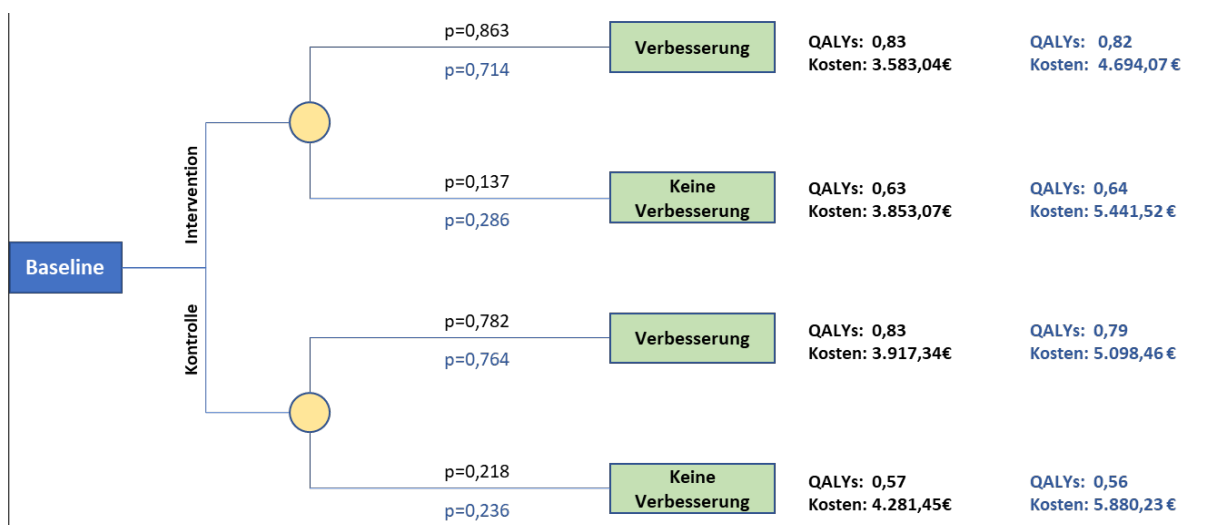 p=0,863
Verbesserung
QALYs: 0,83
QALYs: 0,82
p=0,714
Kosten: 3.583,04€
Kosten: 4.694,07 €
Intervention
p=0,137
Keine
Verbesserung
QALYs: 0,63
QALYs: 0,64
p=0,286
Kosten: 3.853,07€
Kosten: 5.441,52 €
Baseline
Kontrolle
p=0,782
Verbesserung
QALYs: 0,83
QALYs: 0,79
p=0,764
Kosten: 3.917,34€
Kosten: 5.098,46 €
p=0,218
Keine
Verbesserung
QALYs: 0,57
QALYs: 0,56
p=0,236
Kosten: 4.281,45€
Kosten: 5.880,23 €